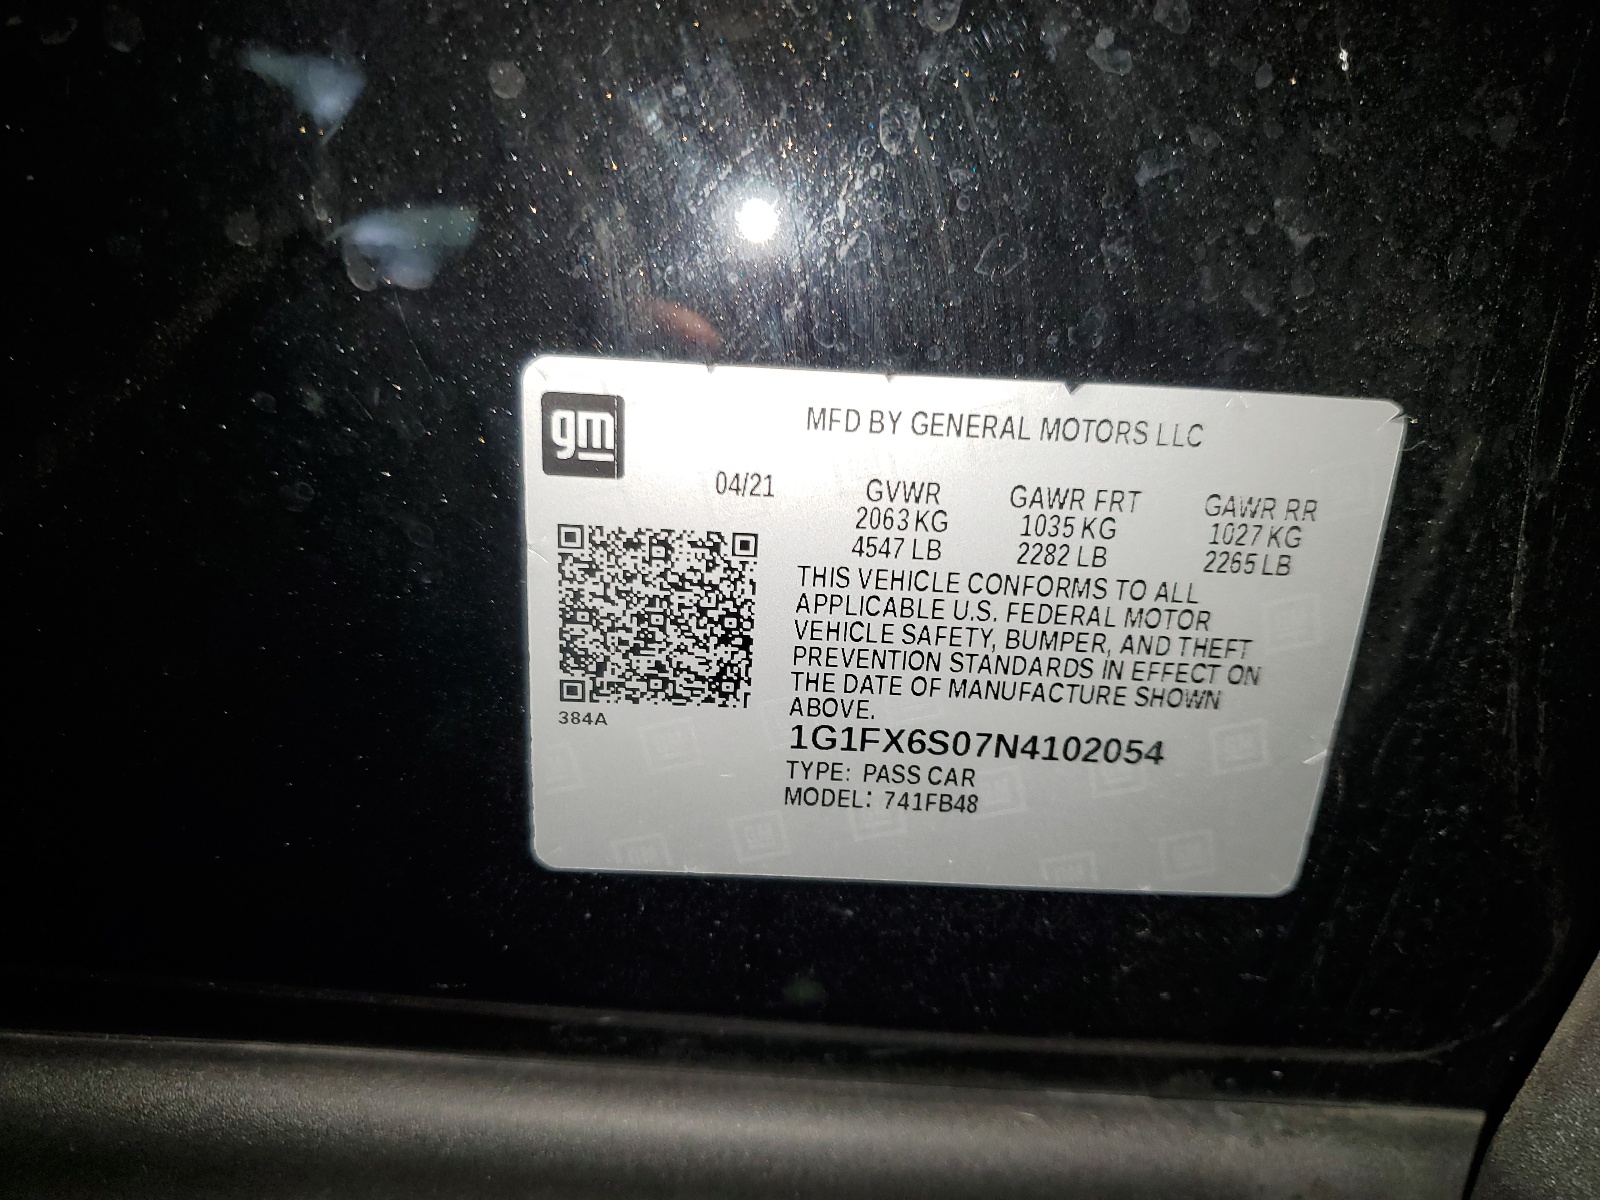 gm
MFD BY GENERAL MOTORS LLC
04/21
GVWR GAWR FRT GAWR RR
2063 KG 1035 KG 1027 KG
4547 LB 2282 LB 2265 LB
THIS VEHICLE CONFORMS TO ALL
APPLICABLE U.S. FEDERAL MOTOR
VEHICLE SAFETY, BUMPER, AND THEFT
PREVENTION STANDARDS IN EFFECT ON
THE DATE OF MANUFACTURE SHOWN
ABOVE.
384A
1G1FX6S07N4102054
TYPE: PASS CAR
MODEL: 741FB48